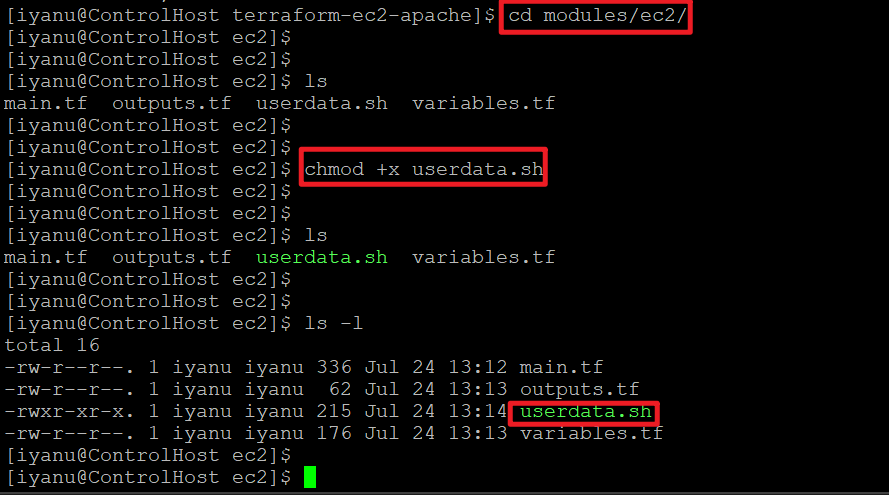 [iyanu@ControlHost terraform-ec2-apache]$ cd modules/ec2/
[iyanu@ControlHost ec2]$
[iyanu@ControlHost ec2]$
[iyanu@ControlHost ec2]$ ls
main.tf  outputs.tf  userdata.sh  variables.tf
[iyanu@ControlHost ec2]$
[iyanu@ControlHost ec2]$
[iyanu@ControlHost ec2]$ chmod +x userdata.sh
[iyanu@ControlHost ec2]$
[iyanu@ControlHost ec2]$
[iyanu@ControlHost ec2]$ ls
main.tf  outputs.tf  userdata.sh  variables.tf
[iyanu@ControlHost ec2]$
[iyanu@ControlHost ec2]$
[iyanu@ControlHost ec2]$ ls -l
total 16
-rw-r--r--. 1 iyanu iyanu 336 Jul 24 13:12 main.tf
-rw-r--r--. 1 iyanu iyanu  62 Jul 24 13:13 outputs.tf
-rwxr-xr-x. 1 iyanu iyanu 215 Jul 24 13:14 userdata.sh
-rw-r--r--. 1 iyanu iyanu 176 Jul 24 13:13 variables.tf
[iyanu@ControlHost ec2]$
[iyanu@ControlHost ec2]$